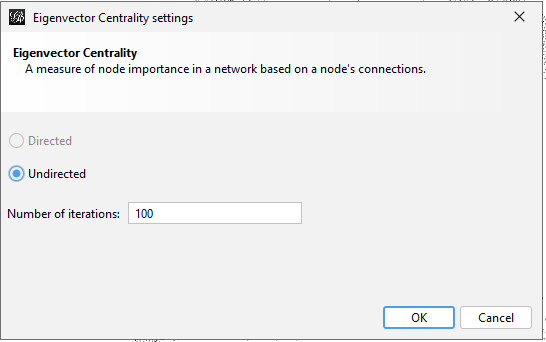 Eigenvector Centrality settings
Eigenvector Centrality
A measure of node importance in a network based on a node's connections.
Directed
Undirected
Number of iterations: 100
OK Cancel